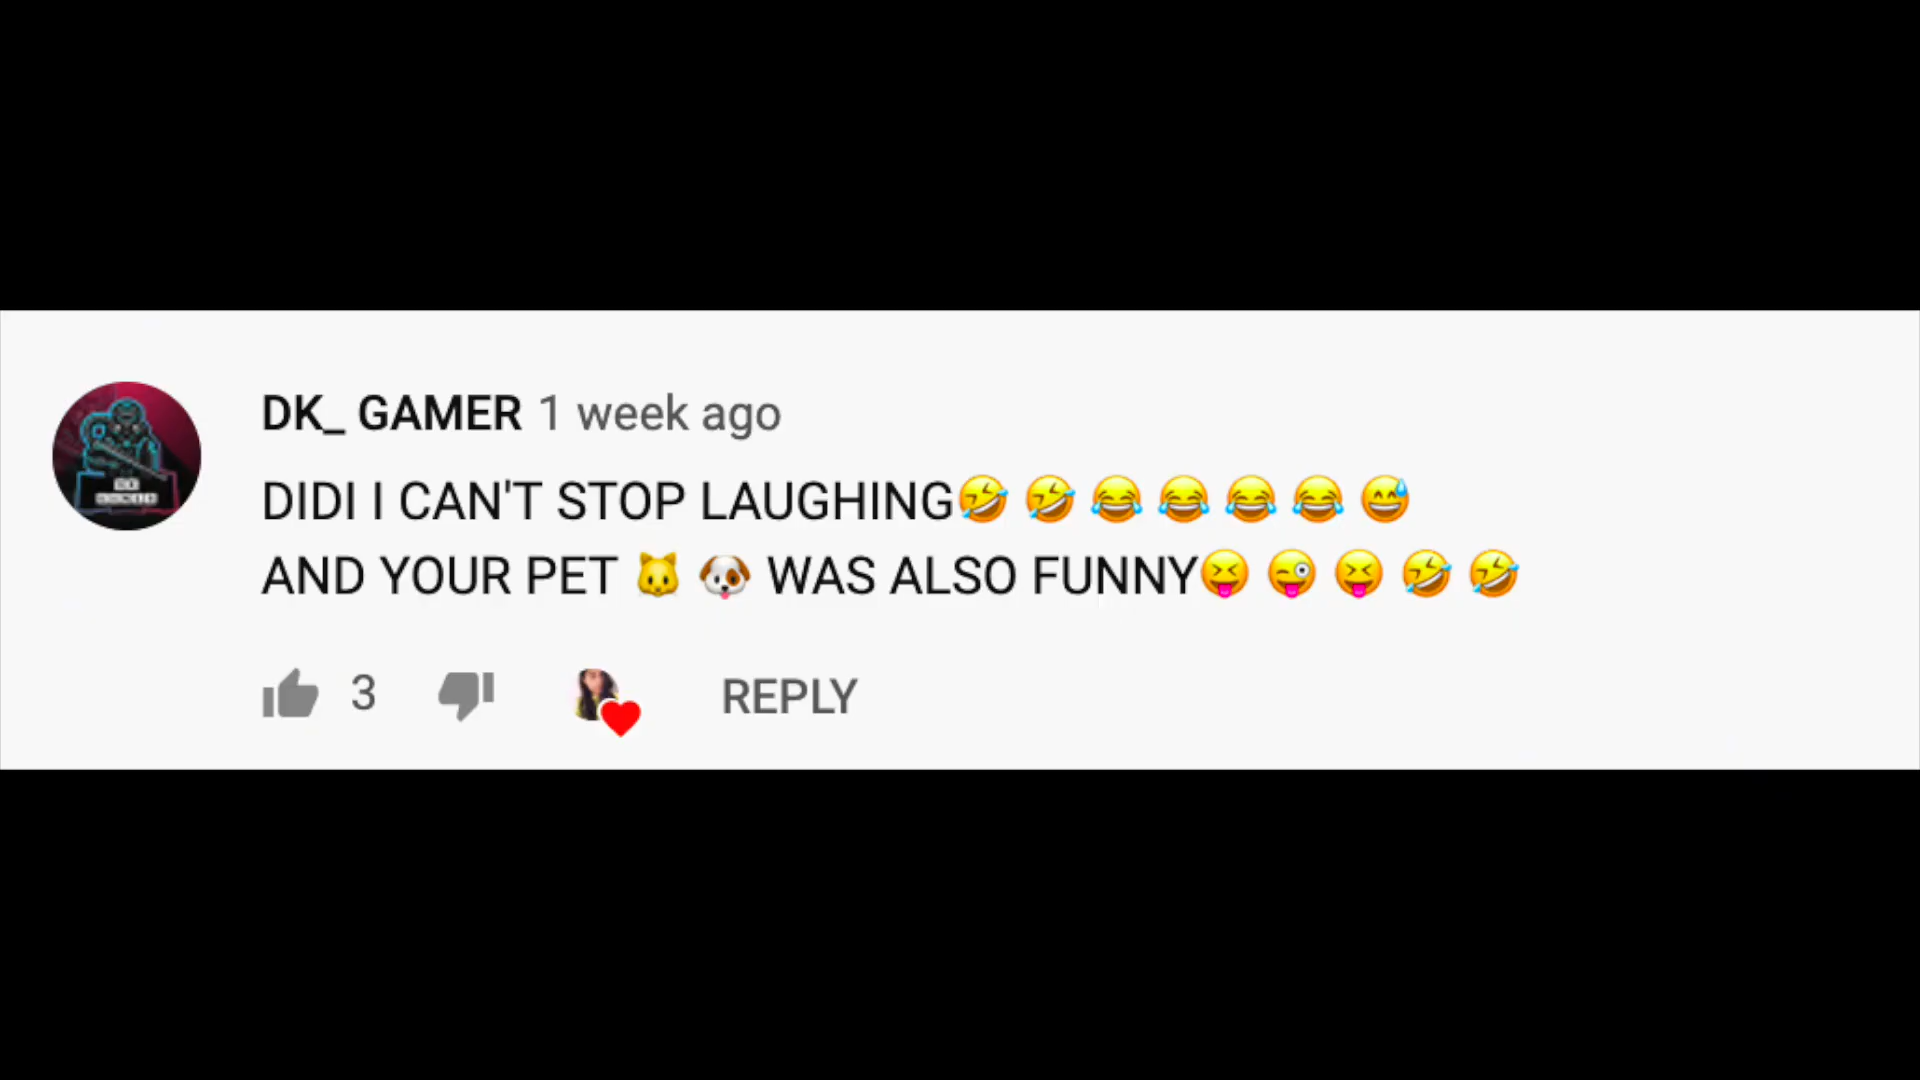 DK_ GAMER 1 week ago
DIDI I CAN'T STOP LAUGHING🤣 🤣 😂 😂 😂 😂 😅
AND YOUR PET 🐱 🐶 WAS ALSO FUNNY😝 😜 😝 🤣 🤣
3 REPLY